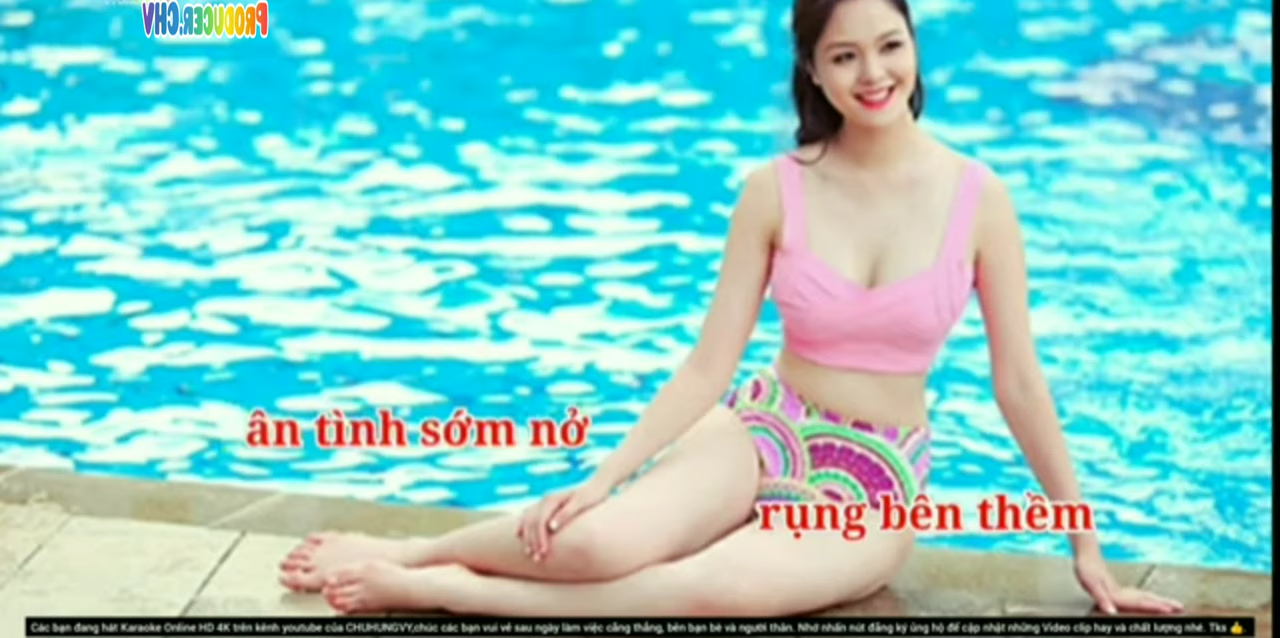 PRODUCER.CHV
ân tình sớm nở
rụng bên thềm
Các bạn đang hát Karaoke Online HD 4K trên kênh youtube của CHUHUNGVY,chúc các bạn vui vẻ sau ngày làm việc căng thẳng, bên bạn bè và người thân. Nhớ nhấn nút đăng ký ủng hộ để cập nhật những Video clip hay và chất lượng nhé. Tks 👍